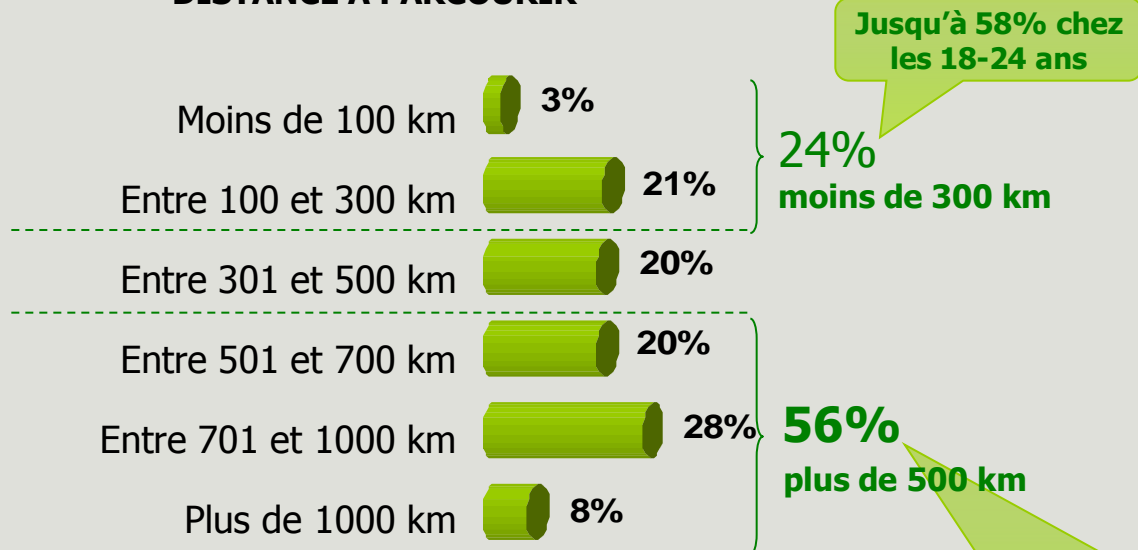 Jusqu'à 58% chez
les 18-24 ans
Moins de 100 km 3%
Entre 100 et 300 km 21%
24%
moins de 300 km
Entre 301 et 500 km 20%
Entre 501 et 700 km 20%
Entre 701 et 1000 km 28%
56%
plus de 500 km
Plus de 1000 km 8%